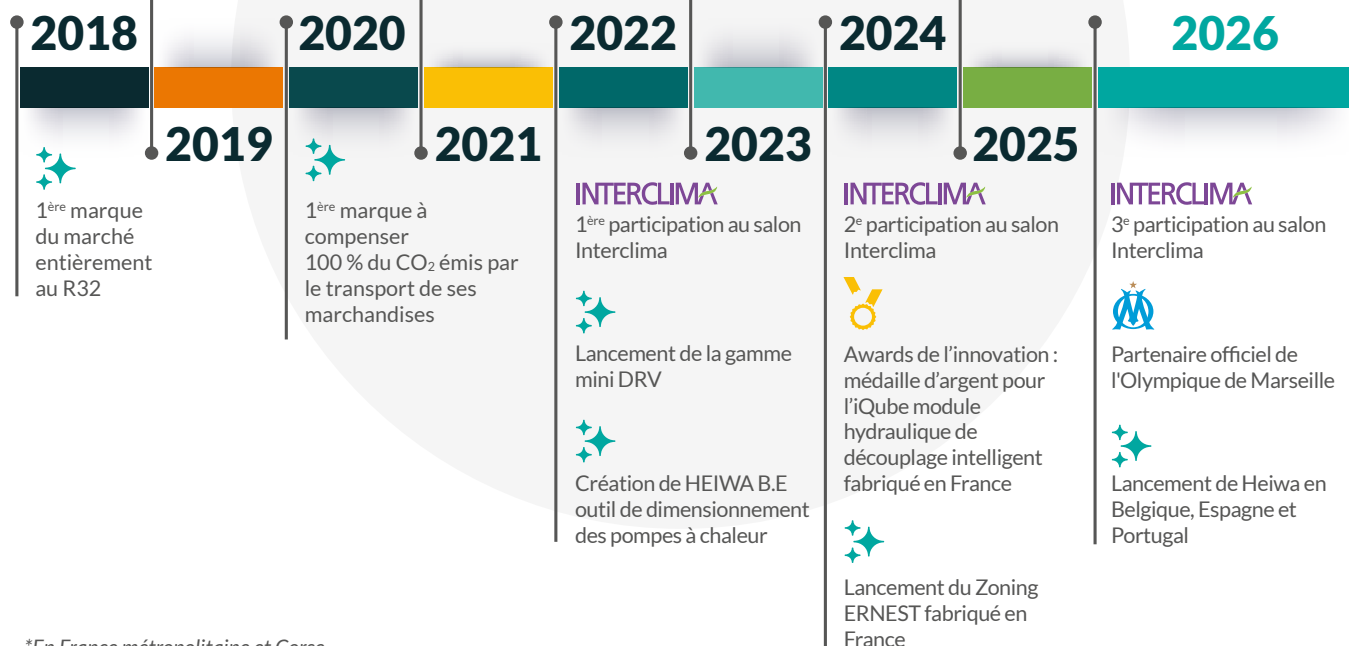 2018
2020
2022
2024
2026
2019
2021
2023
2025
1ère marque
du marché
entièrement
au R32
1ère marque à
compenser
100 % du CO₂ émis par
le transport de ses
marchandises
INTERCLIMA
1ère participation au salon
Interclima
Lancement de la gamme
mini DRV
Création de HEIWA B.E
outil de dimensionnement
des pompes à chaleur
INTERCLIMA
2e participation au salon
Interclima
Awards de l’innovation :
médaille d’argent pour
l’iQube module
hydraulique de
découplage intelligent
fabriqué en France
Lancement du Zoning
ERNEST fabriqué en
France
INTERCLIMA
3e participation au salon
Interclima
Partenaire officiel de
l'Olympique de Marseille
Lancement de Heiwa en
Belgique, Espagne et
Portugal
*En France métropolitaine et Corse